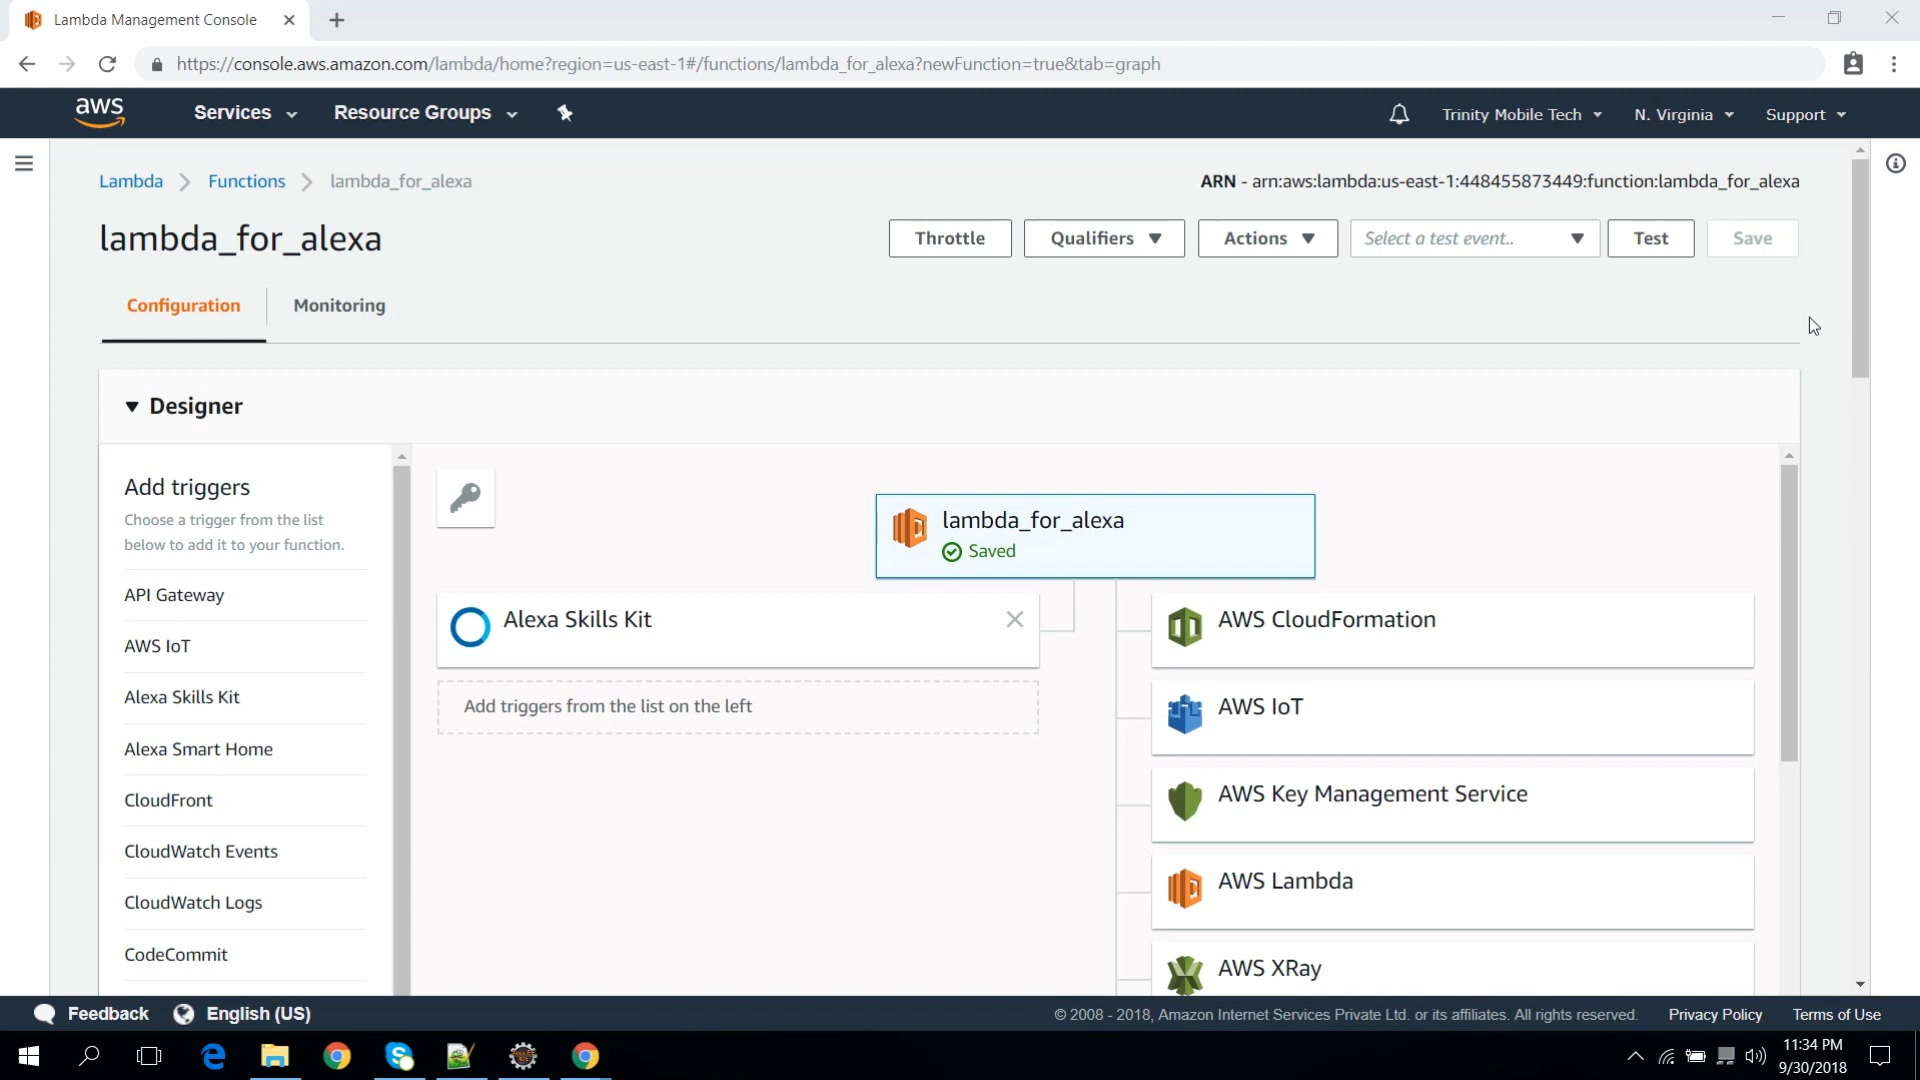 Lambda Management Console
https://console.aws.amazon.com/lambda/home?region=us-east-1#/functions/lambda_for_alexa?newFunction=true&tab=graph
aws Services Resource Groups Trinity Mobile Tech N. Virginia Support
Lambda Functions lambda_for_alexa ARN - arn:aws:lambda:us-east-1:448455873449:function:lambda_for_alexa
lambda_for_alexa Throttle Qualifiers Actions Select a test event.. Test Save
Configuration Monitoring
Designer
Add triggers
Choose a trigger from the list
below to add it to your function.
API Gateway
AWS IoT
Alexa Skills Kit
Alexa Smart Home
CloudFront
CloudWatch Events
CloudWatch Logs
CodeCommit
lambda_for_alexa
Saved
Alexa Skills Kit
Add triggers from the list on the left
AWS CloudFormation
AWS IoT
AWS Key Management Service
AWS Lambda
AWS XRay
Feedback English (US) © 2008 - 2018, Amazon Internet Services Private Ltd. or its affiliates. All rights reserved. Privacy Policy Terms of Use
11:34 PM
9/30/2018